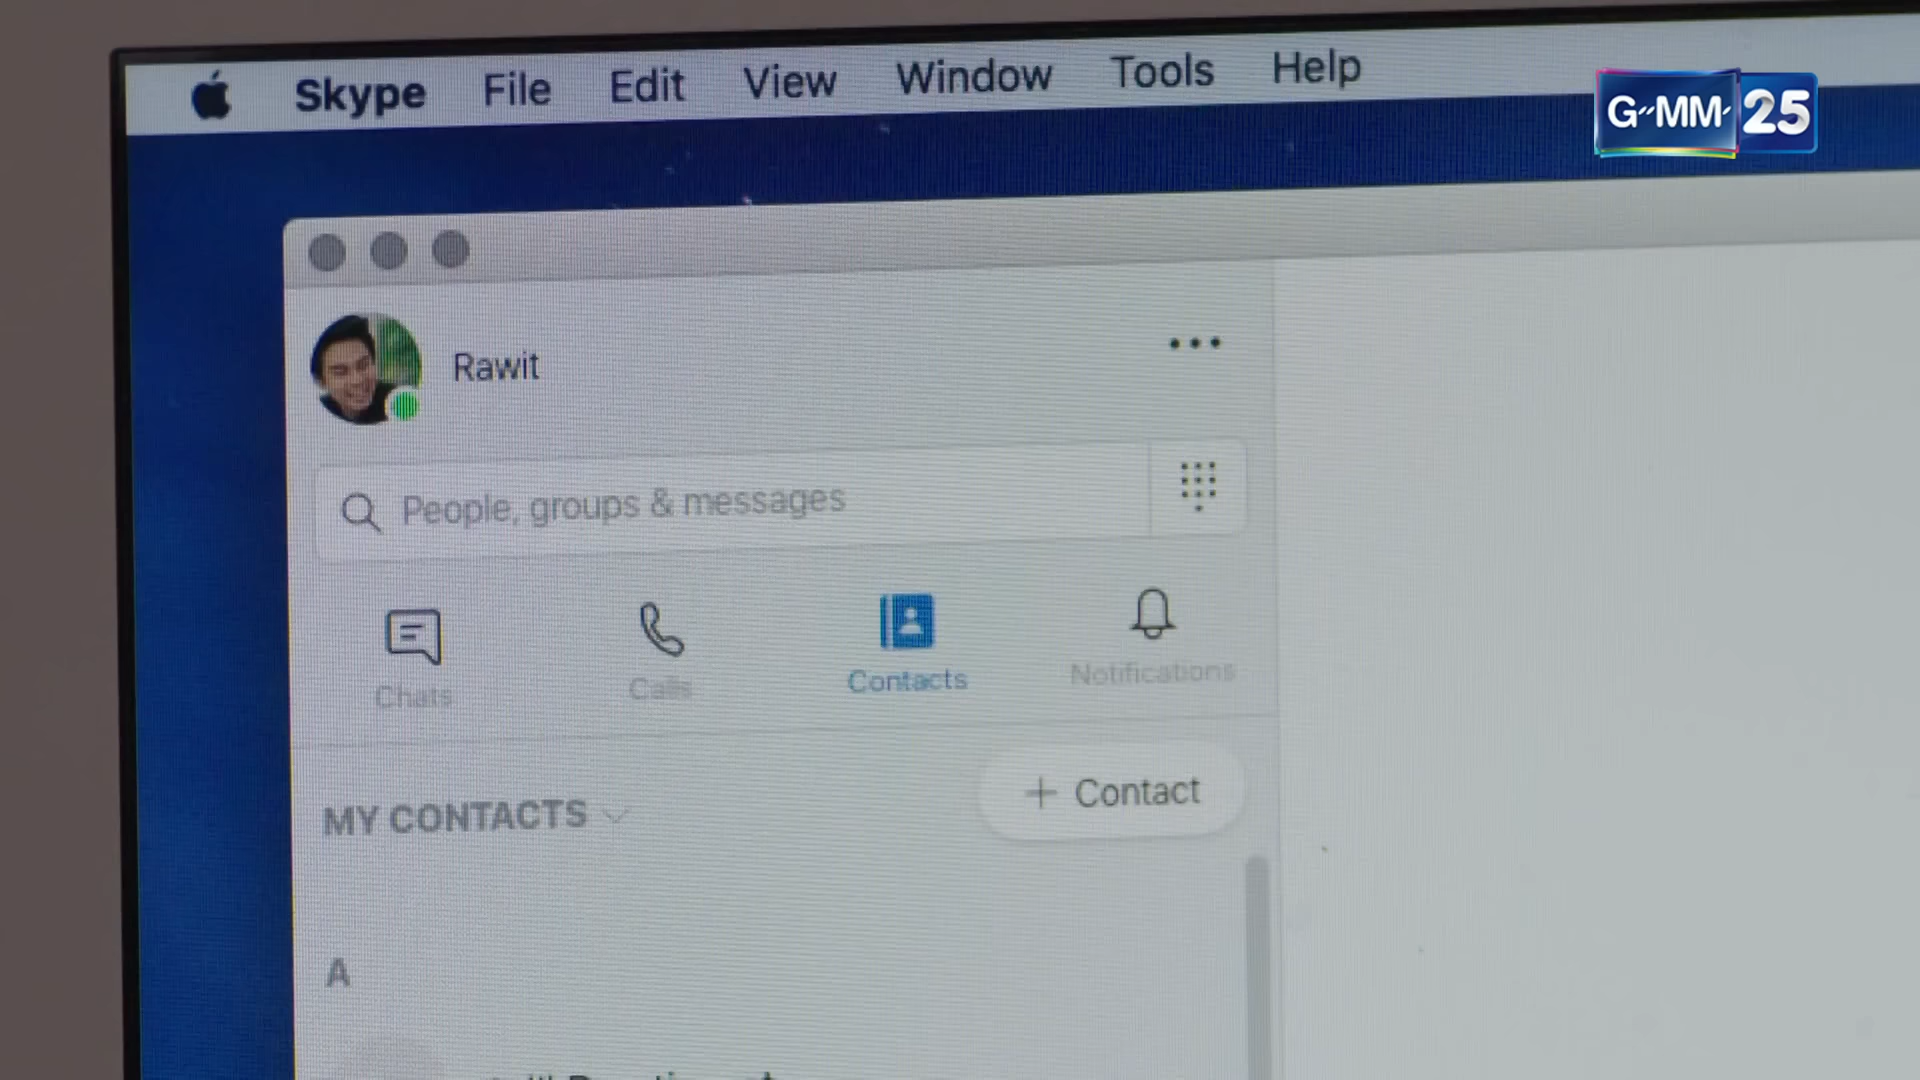 Skype File Edit View Window Tools Help
G"MM' 25
Rawit
People, groups & messages
Chats Calls Contacts Notifications
MY CONTACTS + Contact
A